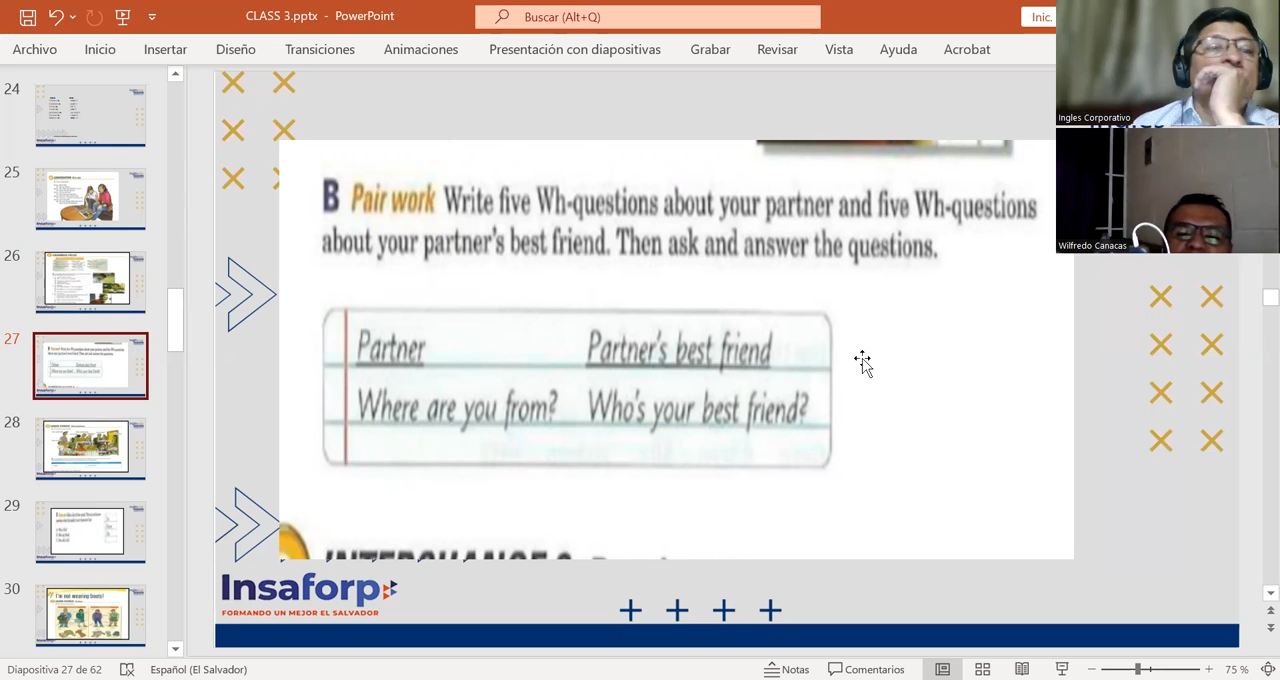 CLASS 3.pptx - PowerPoint
Buscar (Alt+Q)
Inic.
Archivo Inicio Insertar Diseño Transiciones Animaciones Presentación con diapositivas Grabar Revisar Vista Ayuda Acrobat
Ingles Corporativo
Wilfredo Canacas
24
25
26
27
28
29
30
I'm not wearing boots!
B Pair work Write five Wh-questions about your partner and five Wh-questions
about your partner's best friend. Then ask and answer the questions.
Partner Partner's best friend
Where are you from? Who's your best friend?
Insaforp
FORMANDO UN MEJOR EL SALVADOR
Diapositiva 27 de 62 Español (El Salvador) Notas Comentarios 75 %